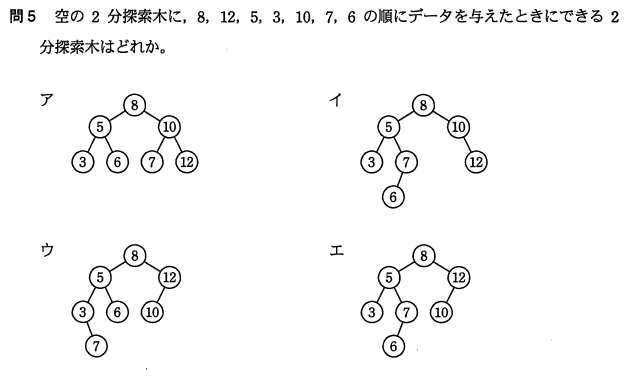 問5 空の2分探索木に，8，12，5，3，10，7，6の順にデータを与えたときにできる2
分探索木はどれか。
ア
8
5 10
3 6 7 12
イ
8
5 10
3 7 12
6
ウ
8
5 12
3 6 10
7
エ
8
5 12
3 7 10
6